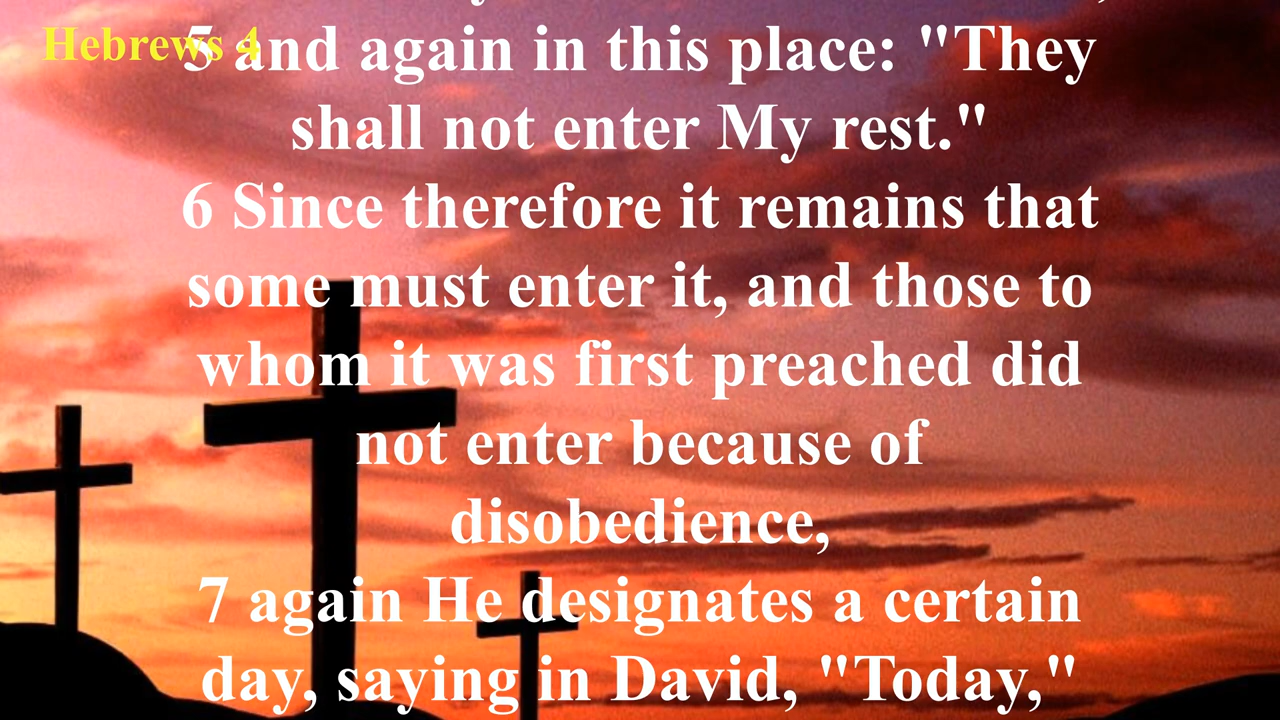 Hebrews 4
5 and again in this place: "They
shall not enter My rest."
6 Since therefore it remains that
some must enter it, and those to
whom it was first preached did
not enter because of
disobedience,
7 again He designates a certain
day, saying in David, "Today,"